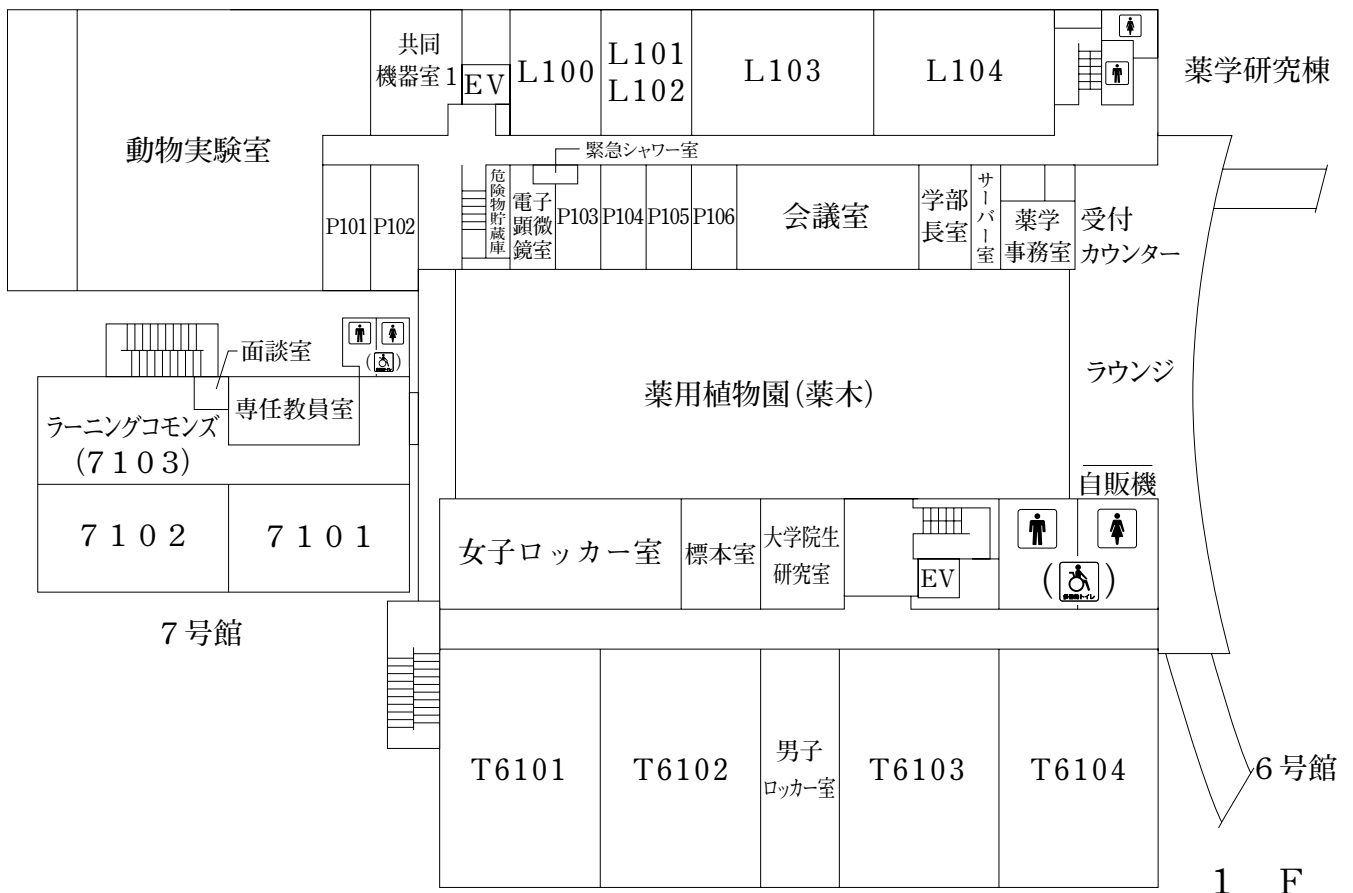 共同
機器室1
EV
L100
L101
L102
L103
L104
薬学研究棟
動物実験室
緊急シャワー室
P101
P102
危険物貯蔵庫
電子
顕微
鏡室
P103
P104
P105
P106
会議室
学部
長室
サーバー室
薬学
事務室
受付
カウンター
面談室
専任教員室
ラーニングコモンズ
(7103)
7102
7101
7号館
薬用植物園(薬木)
ラウンジ
自販機
女子ロッカー室
標本室
大学院生
研究室
EV
T6101
T6102
男子
ロッカー室
T6103
T6104
6号館
1 F